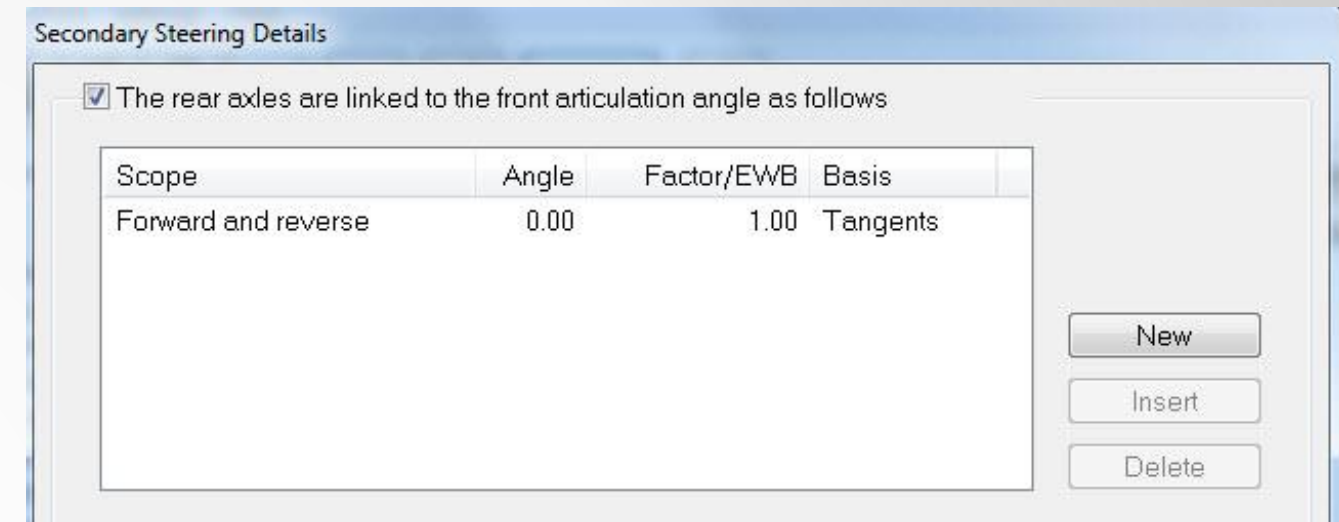 Secondary Steering Details
The rear axles are linked to the front articulation angle as follows
Scope Angle Factor/EWB Basis
Forward and reverse 0.00 1.00 Tangents
New
Insert
Delete